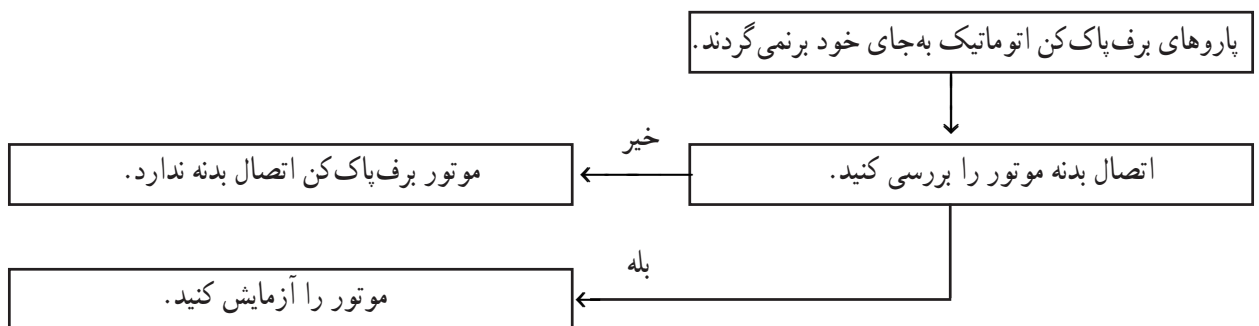 پاروهای برف‌پاک‌کن اتوماتیک به‌جای خود برنمی‌گردند.
اتصال بدنه موتور را بررسی کنید.
خیر
موتور برف‌پاک‌کن اتصال بدنه ندارد.
بله
موتور را آزمایش کنید.